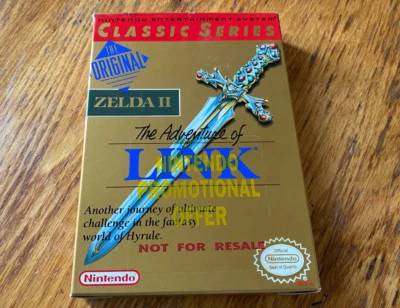 NINTENDO ENTERTAINMENT SYSTEM
CLASSIC SERIES
THE
ORIGINAL
ZELDA II
The Adventure of
LINK
NINTENDO
PROMOTIONAL
OFFER
Another journey of ultimate
challenge in the fantasy
world of Hyrule.
NOT FOR RESALE
Nintendo
Official
Nintendo
Seal of Quality